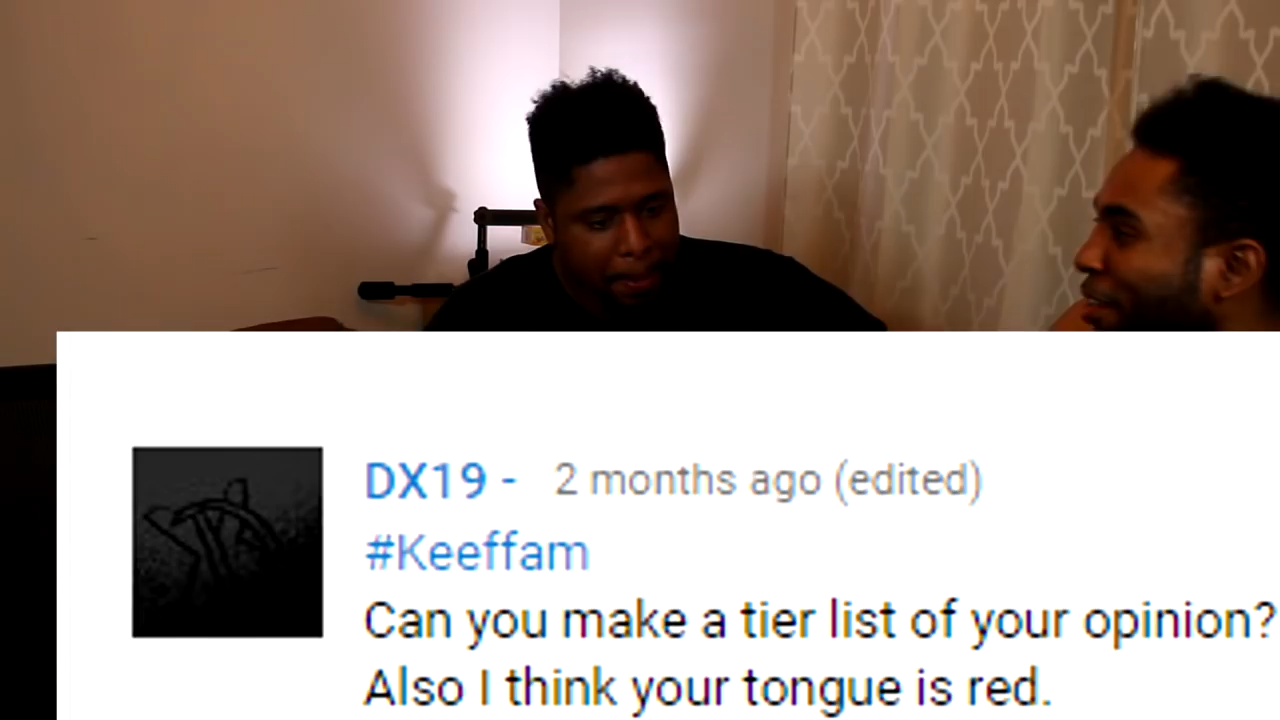 DX19 - 2 months ago (edited)
#Keeffam
Can you make a tier list of your opinion?
Also I think your tongue is red.